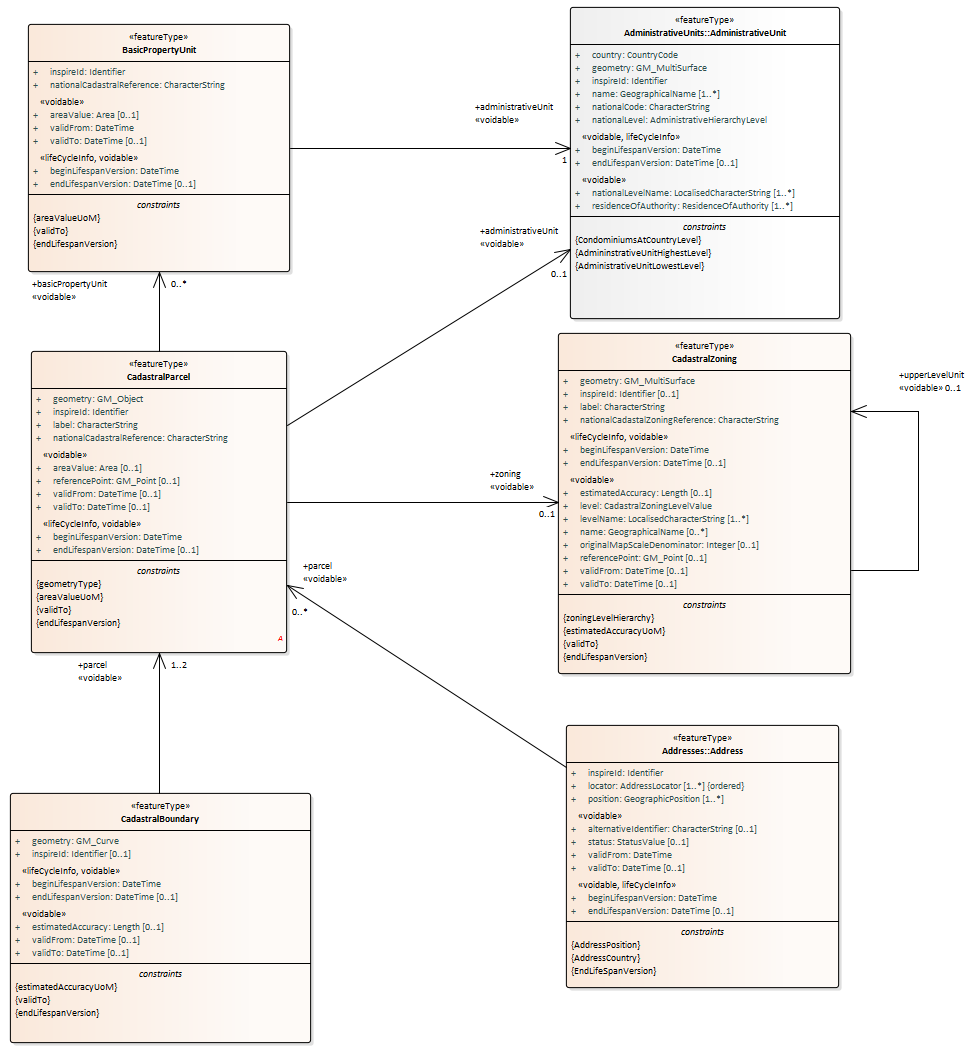 «featureType»
BasicPropertyUnit
+ inspireId: Identifier
+ nationalCadastralReference: CharacterString
«voidable»
+ areaValue: Area [0..1]
+ validFrom: DateTime
+ validTo: DateTime [0..1]
«lifeCycleInfo, voidable»
+ beginLifespanVersion: DateTime
+ endLifespanVersion: DateTime [0..1]
constraints
{areaValueUoM}
{validTo}
{endLifespanVersion}
«featureType»
AdministrativeUnits::AdministrativeUnit
+ country: CountryCode
+ geometry: GM_MultiSurface
+ inspireId: Identifier
+ name: GeographicalName [1..*]
+ nationalCode: CharacterString
+ nationalLevel: AdministrativeHierarchyLevel
«voidable, lifeCycleInfo»
+ beginLifespanVersion: DateTime
+ endLifespanVersion: DateTime [0..1]
«voidable»
+ nationalLevelName: LocalisedCharacterString [1..*]
+ residenceOfAuthority: ResidenceOfAuthority [1..*]
constraints
{CondominiumsAtCountryLevel}
{AdmininstrativeUnitHighestLevel}
{AdministrativeUnitLowestLevel}
+administrativeUnit
«voidable»
1
+administrativeUnit
«voidable»
0..1
+basicPropertyUnit
«voidable»
0..*
«featureType»
CadastralParcel
+ geometry: GM_Object
+ inspireId: Identifier
+ label: CharacterString
+ nationalCadastralReference: CharacterString
«voidable»
+ areaValue: Area [0..1]
+ referencePoint: GM_Point [0..1]
+ validFrom: DateTime [0..1]
+ validTo: DateTime [0..1]
«lifeCycleInfo, voidable»
+ beginLifespanVersion: DateTime
+ endLifespanVersion: DateTime [0..1]
constraints
{geometryType}
{areaValueUoM}
{validTo}
{endLifespanVersion}
A
«featureType»
CadastralZoning
+ geometry: GM_MultiSurface
+ inspireId: Identifier [0..1]
+ label: CharacterString
+ nationalCadastalZoningReference: CharacterString
«lifeCycleInfo, voidable»
+ beginLifespanVersion: DateTime
+ endLifespanVersion: DateTime [0..1]
«voidable»
+ estimatedAccuracy: Length [0..1]
+ level: CadastralZoningLevelValue
+ levelName: LocalisedCharacterString [1..*]
+ name: GeographicalName [0..*]
+ originalMapScaleDenominator: Integer [0..1]
+ referencePoint: GM_Point [0..1]
+ validFrom: DateTime [0..1]
+ validTo: DateTime [0..1]
constraints
{zoningLevelHierarchy}
{estimatedAccuracyUoM}
{validTo}
{endLifespanVersion}
+upperLevelUnit
«voidable» 0..1
+zoning
«voidable»
0..1
+parcel
«voidable»
0..*
+parcel
«voidable»
1..2
«featureType»
Addresses::Address
+ inspireId: Identifier
+ locator: AddressLocator [1..*] {ordered}
+ position: GeographicPosition [1..*]
«voidable»
+ alternativeIdentifier: CharacterString [0..1]
+ status: StatusValue [0..1]
+ validFrom: DateTime
+ validTo: DateTime [0..1]
«voidable, lifeCycleInfo»
+ beginLifespanVersion: DateTime
+ endLifespanVersion: DateTime [0..1]
constraints
{AddressPosition}
{AddressCountry}
{EndLifeSpanVersion}
«featureType»
CadastralBoundary
+ geometry: GM_Curve
+ inspireId: Identifier [0..1]
«lifeCycleInfo, voidable»
+ beginLifespanVersion: DateTime
+ endLifespanVersion: DateTime [0..1]
«voidable»
+ estimatedAccuracy: Length [0..1]
+ validFrom: DateTime [0..1]
+ validTo: DateTime [0..1]
constraints
{estimatedAccuracyUoM}
{validTo}
{endLifespanVersion}